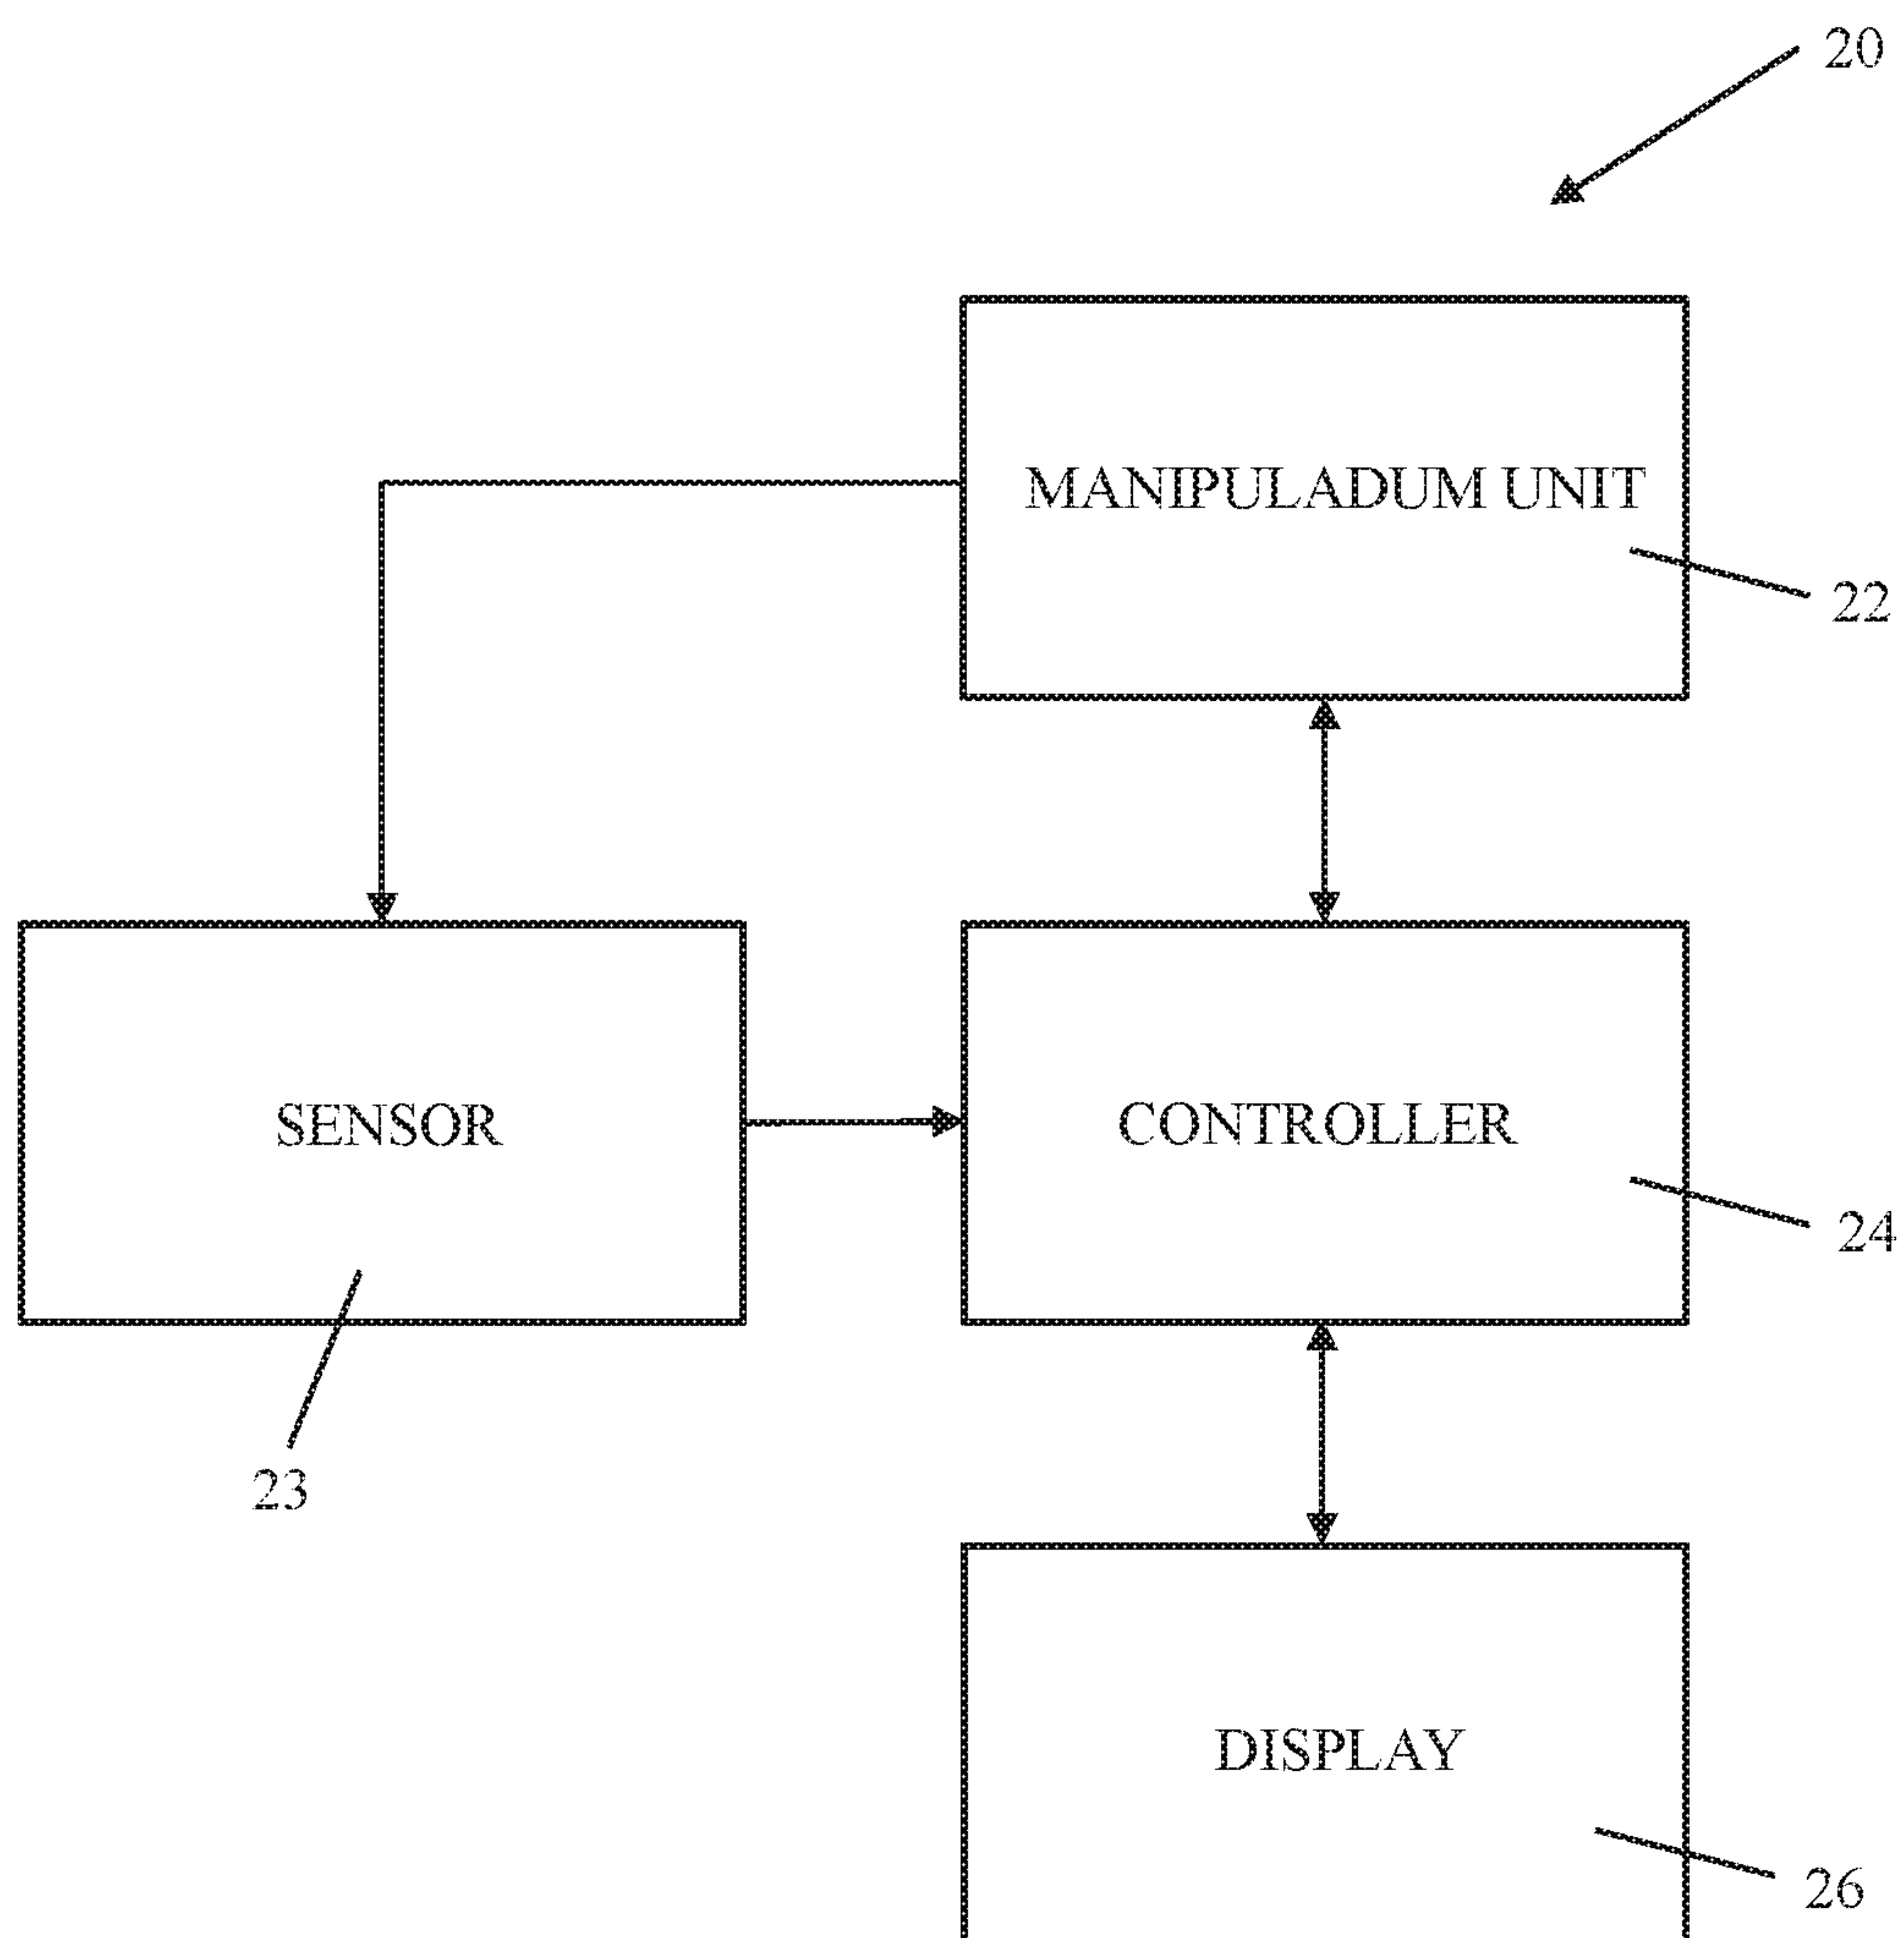 20
MANIPULADUM UNIT
22
SENSOR
CONTROLLER
24
23
DISPLAY
26